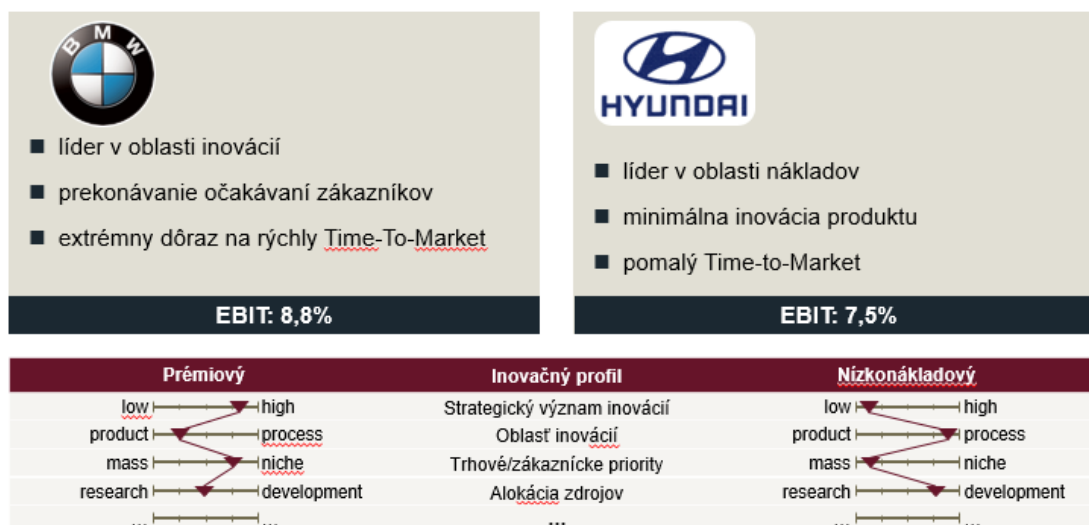 BMW
líder v oblasti inovácií
prekonávanie očakávaní zákazníkov
extrémny dôraz na rýchly Time-To-Market
EBIT: 8,8%
HYUNDAI
líder v oblasti nákladov
minimálna inovácia produktu
pomalý Time-to-Market
EBIT: 7,5%
Prémiový Inovačný profil Nízkonákladový
low high Strategický význam inovácií low high
product process Oblasť inovácií product process
mass niche Trhové/zákaznícke priority mass niche
research development Alokácia zdrojov research development
... ... ... ... ...